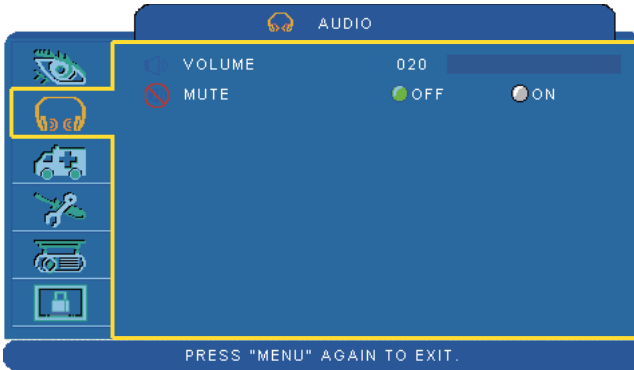 AUDIO
VOLUME 020
MUTE OFF ON
PRESS "MENU" AGAIN TO EXIT.